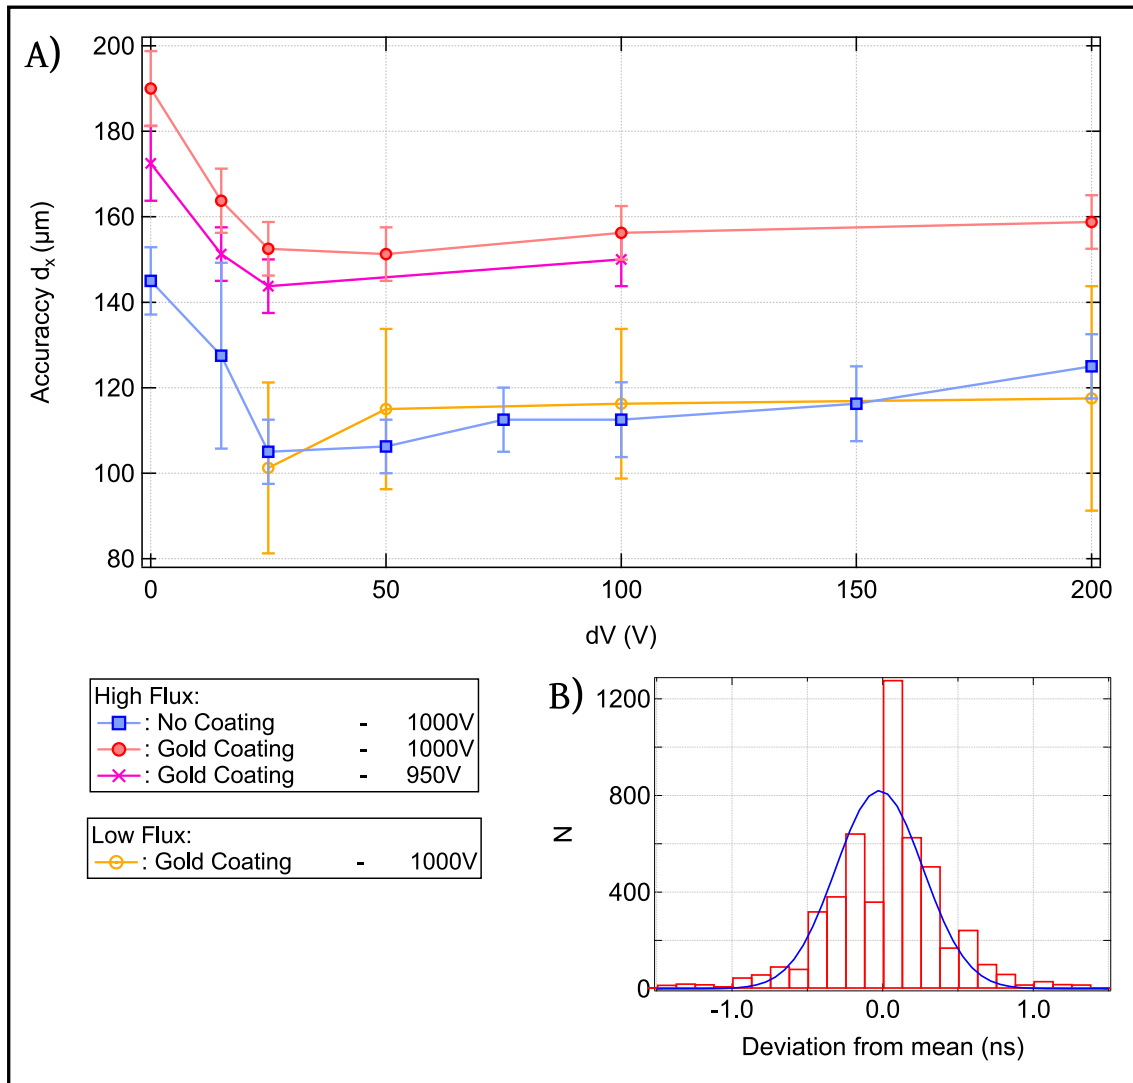 A)
200
180
160
140
120
100
80
Accuraccy dₓ (μm)
0 50 100 150 200
dV (V)
High Flux:
: No Coating - 1000V
: Gold Coating - 1000V
: Gold Coating - 950V
Low Flux:
: Gold Coating - 1000V
B)
1200
800
400
0
N
-1.0 0.0 1.0
Deviation from mean (ns)